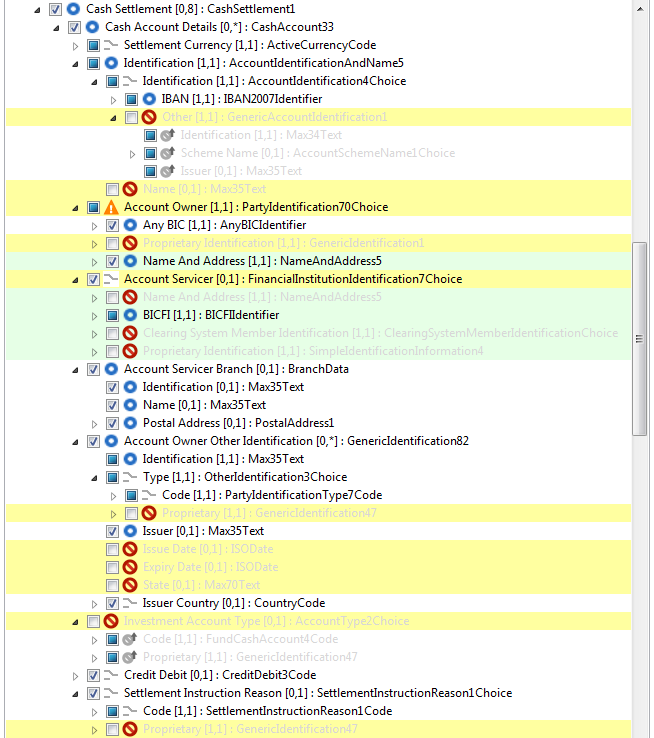 Cash Settlement [0,8] : CashSettlement1
Cash Account Details [0,*] : CashAccount33
Settlement Currency [1,1] : ActiveCurrencyCode
Identification [1,1] : AccountIdentificationAndName5
Identification [1,1] : AccountIdentification4Choice
IBAN [1,1] : IBAN2007Identifier
Other [1,1] : GenericAccountIdentification1
Identification [1,1] : Max34Text
Scheme Name [0,1] : AccountSchemeName1Choice
Issuer [0,1] : Max35Text
Name [0,1] : Max35Text
Account Owner [1,1] : PartyIdentification70Choice
Any BIC [1,1] : AnyBICIdentifier
Proprietary Identification [1,1] : GenericIdentification1
Name And Address [1,1] : NameAndAddress5
Account Servicer [0,1] : FinancialInstitutionIdentification7Choice
Name And Address [1,1] : NameAndAddress5
BICFI [1,1] : BICFIIdentifier
Clearing System Member Identification [1,1] : ClearingSystemMemberIdentificationChoice
Proprietary Identification [1,1] : SimpleIdentificationInformation4
Account Servicer Branch [0,1] : BranchData
Identification [0,1] : Max35Text
Name [0,1] : Max35Text
Postal Address [0,1] : PostalAddress1
Account Owner Other Identification [0,*] : GenericIdentification82
Identification [1,1] : Max35Text
Type [1,1] : OtherIdentification3Choice
Code [1,1] : PartyIdentificationType7Code
Proprietary [1,1] : GenericIdentification47
Issuer [0,1] : Max35Text
Issue Date [0,1] : ISODate
Expiry Date [0,1] : ISODate
State [0,1] : Max70Text
Issuer Country [0,1] : CountryCode
Investment Account Type [0,1] : AccountType2Choice
Code [1,1] : FundCashAccount4Code
Proprietary [1,1] : GenericIdentification47
Credit Debit [0,1] : CreditDebit3Code
Settlement Instruction Reason [0,1] : SettlementInstructionReason1Choice
Code [1,1] : SettlementInstructionReason1Code
Proprietary [1,1] : GenericIdentification47